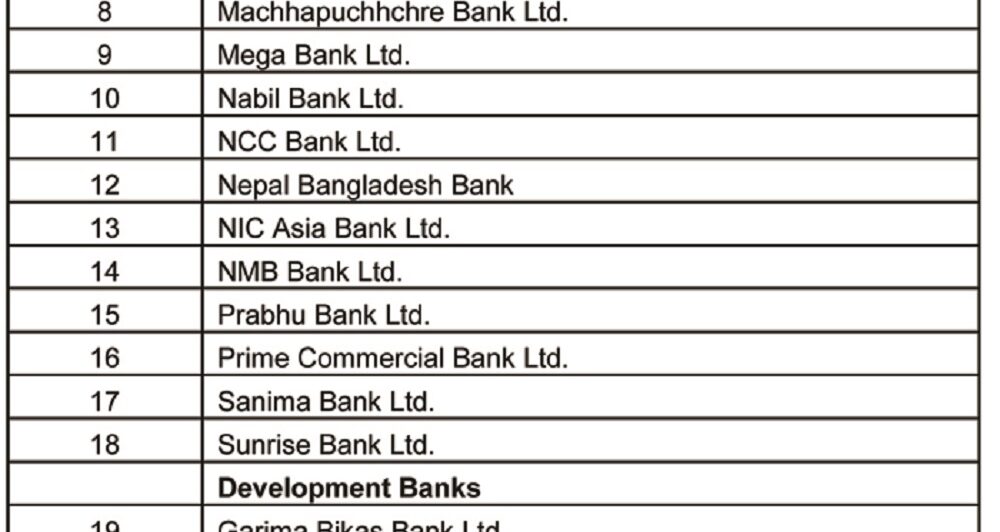 8 Machhapuchhchre Bank Ltd.
9 Mega Bank Ltd.
10 Nabil Bank Ltd.
11 NCC Bank Ltd.
12 Nepal Bangladesh Bank
13 NIC Asia Bank Ltd.
14 NMB Bank Ltd.
15 Prabhu Bank Ltd.
16 Prime Commercial Bank Ltd.
17 Sanima Bank Ltd.
18 Sunrise Bank Ltd.
Development Banks
19 Garima Bikas Bank Ltd